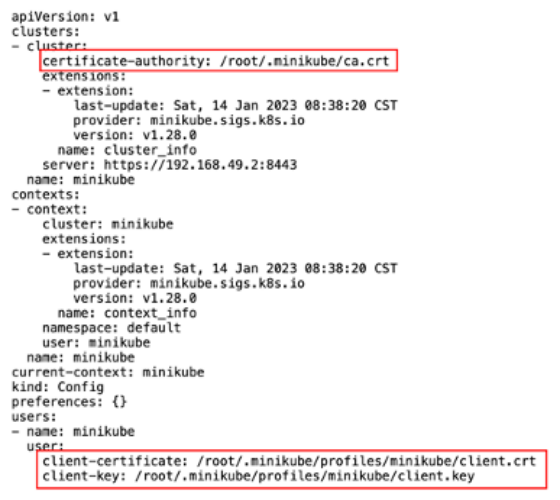 apiVersion: v1
clusters:
- cluster:
    certificate-authority: /root/.minikube/ca.crt
    extensions:
    - extension:
        last-update: Sat, 14 Jan 2023 08:38:20 CST
        provider: minikube.sigs.k8s.io
        version: v1.28.0
      name: cluster_info
    server: https://192.168.49.2:8443
  name: minikube
contexts:
- context:
    cluster: minikube
    extensions:
    - extension:
        last-update: Sat, 14 Jan 2023 08:38:20 CST
        provider: minikube.sigs.k8s.io
        version: v1.28.0
      name: context_info
    namespace: default
    user: minikube
  name: minikube
current-context: minikube
kind: Config
preferences: {}
users:
- name: minikube
  user:
    client-certificate: /root/.minikube/profiles/minikube/client.crt
    client-key: /root/.minikube/profiles/minikube/client.key